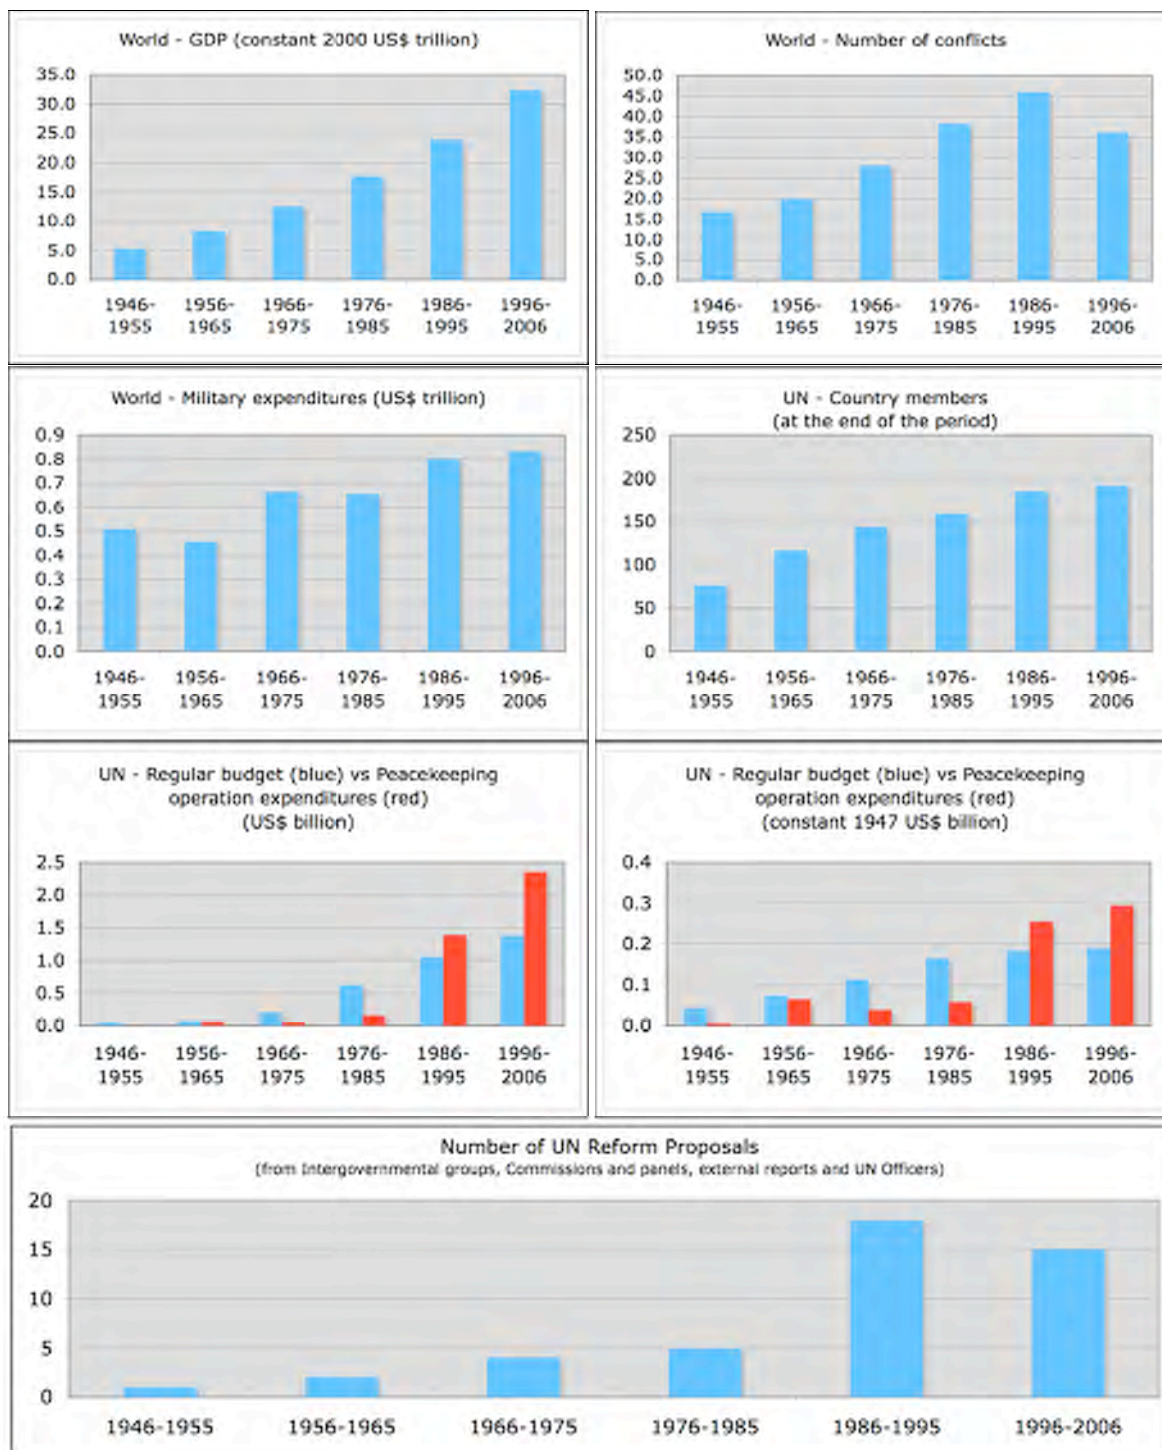 World - GDP (constant 2000 US$ trillion)
35.0
30.0
25.0
20.0
15.0
10.0
5.0
0.0
1946- 1956- 1966- 1976- 1986- 1996-
1955 1965 1975 1985 1995 2006
World - Number of conflicts
50.0
45.0
40.0
35.0
30.0
25.0
20.0
15.0
10.0
5.0
0.0
1946- 1956- 1966- 1976- 1986- 1996-
1955 1965 1975 1985 1995 2006
World - Military expenditures (US$ trillion)
0.9
0.8
0.7
0.6
0.5
0.4
0.3
0.2
0.1
0.0
1946- 1956- 1966- 1976- 1986- 1996-
1955 1965 1975 1985 1995 2006
UN - Country members
(at the end of the period)
250
200
150
100
50
0
1946- 1956- 1966- 1976- 1986- 1996-
1955 1965 1975 1985 1995 2006
UN - Regular budget (blue) vs Peacekeeping
operation expenditures (red)
(US$ billion)
2.5
2.0
1.5
1.0
0.5
0.0
1946- 1956- 1966- 1976- 1986- 1996-
1955 1965 1975 1985 1995 2006
UN - Regular budget (blue) vs Peacekeeping
operation expenditures (red)
(constant 1947 US$ billion)
0.4
0.3
0.2
0.1
0.0
1946- 1956- 1966- 1976- 1986- 1996-
1955 1965 1975 1985 1995 2006
Number of UN Reform Proposals
(from Intergovernmental groups, Commissions and panels, external reports and UN Officers)
20
15
10
5
0
1946-1955 1956-1965 1966-1975 1976-1985 1986-1995 1996-2006